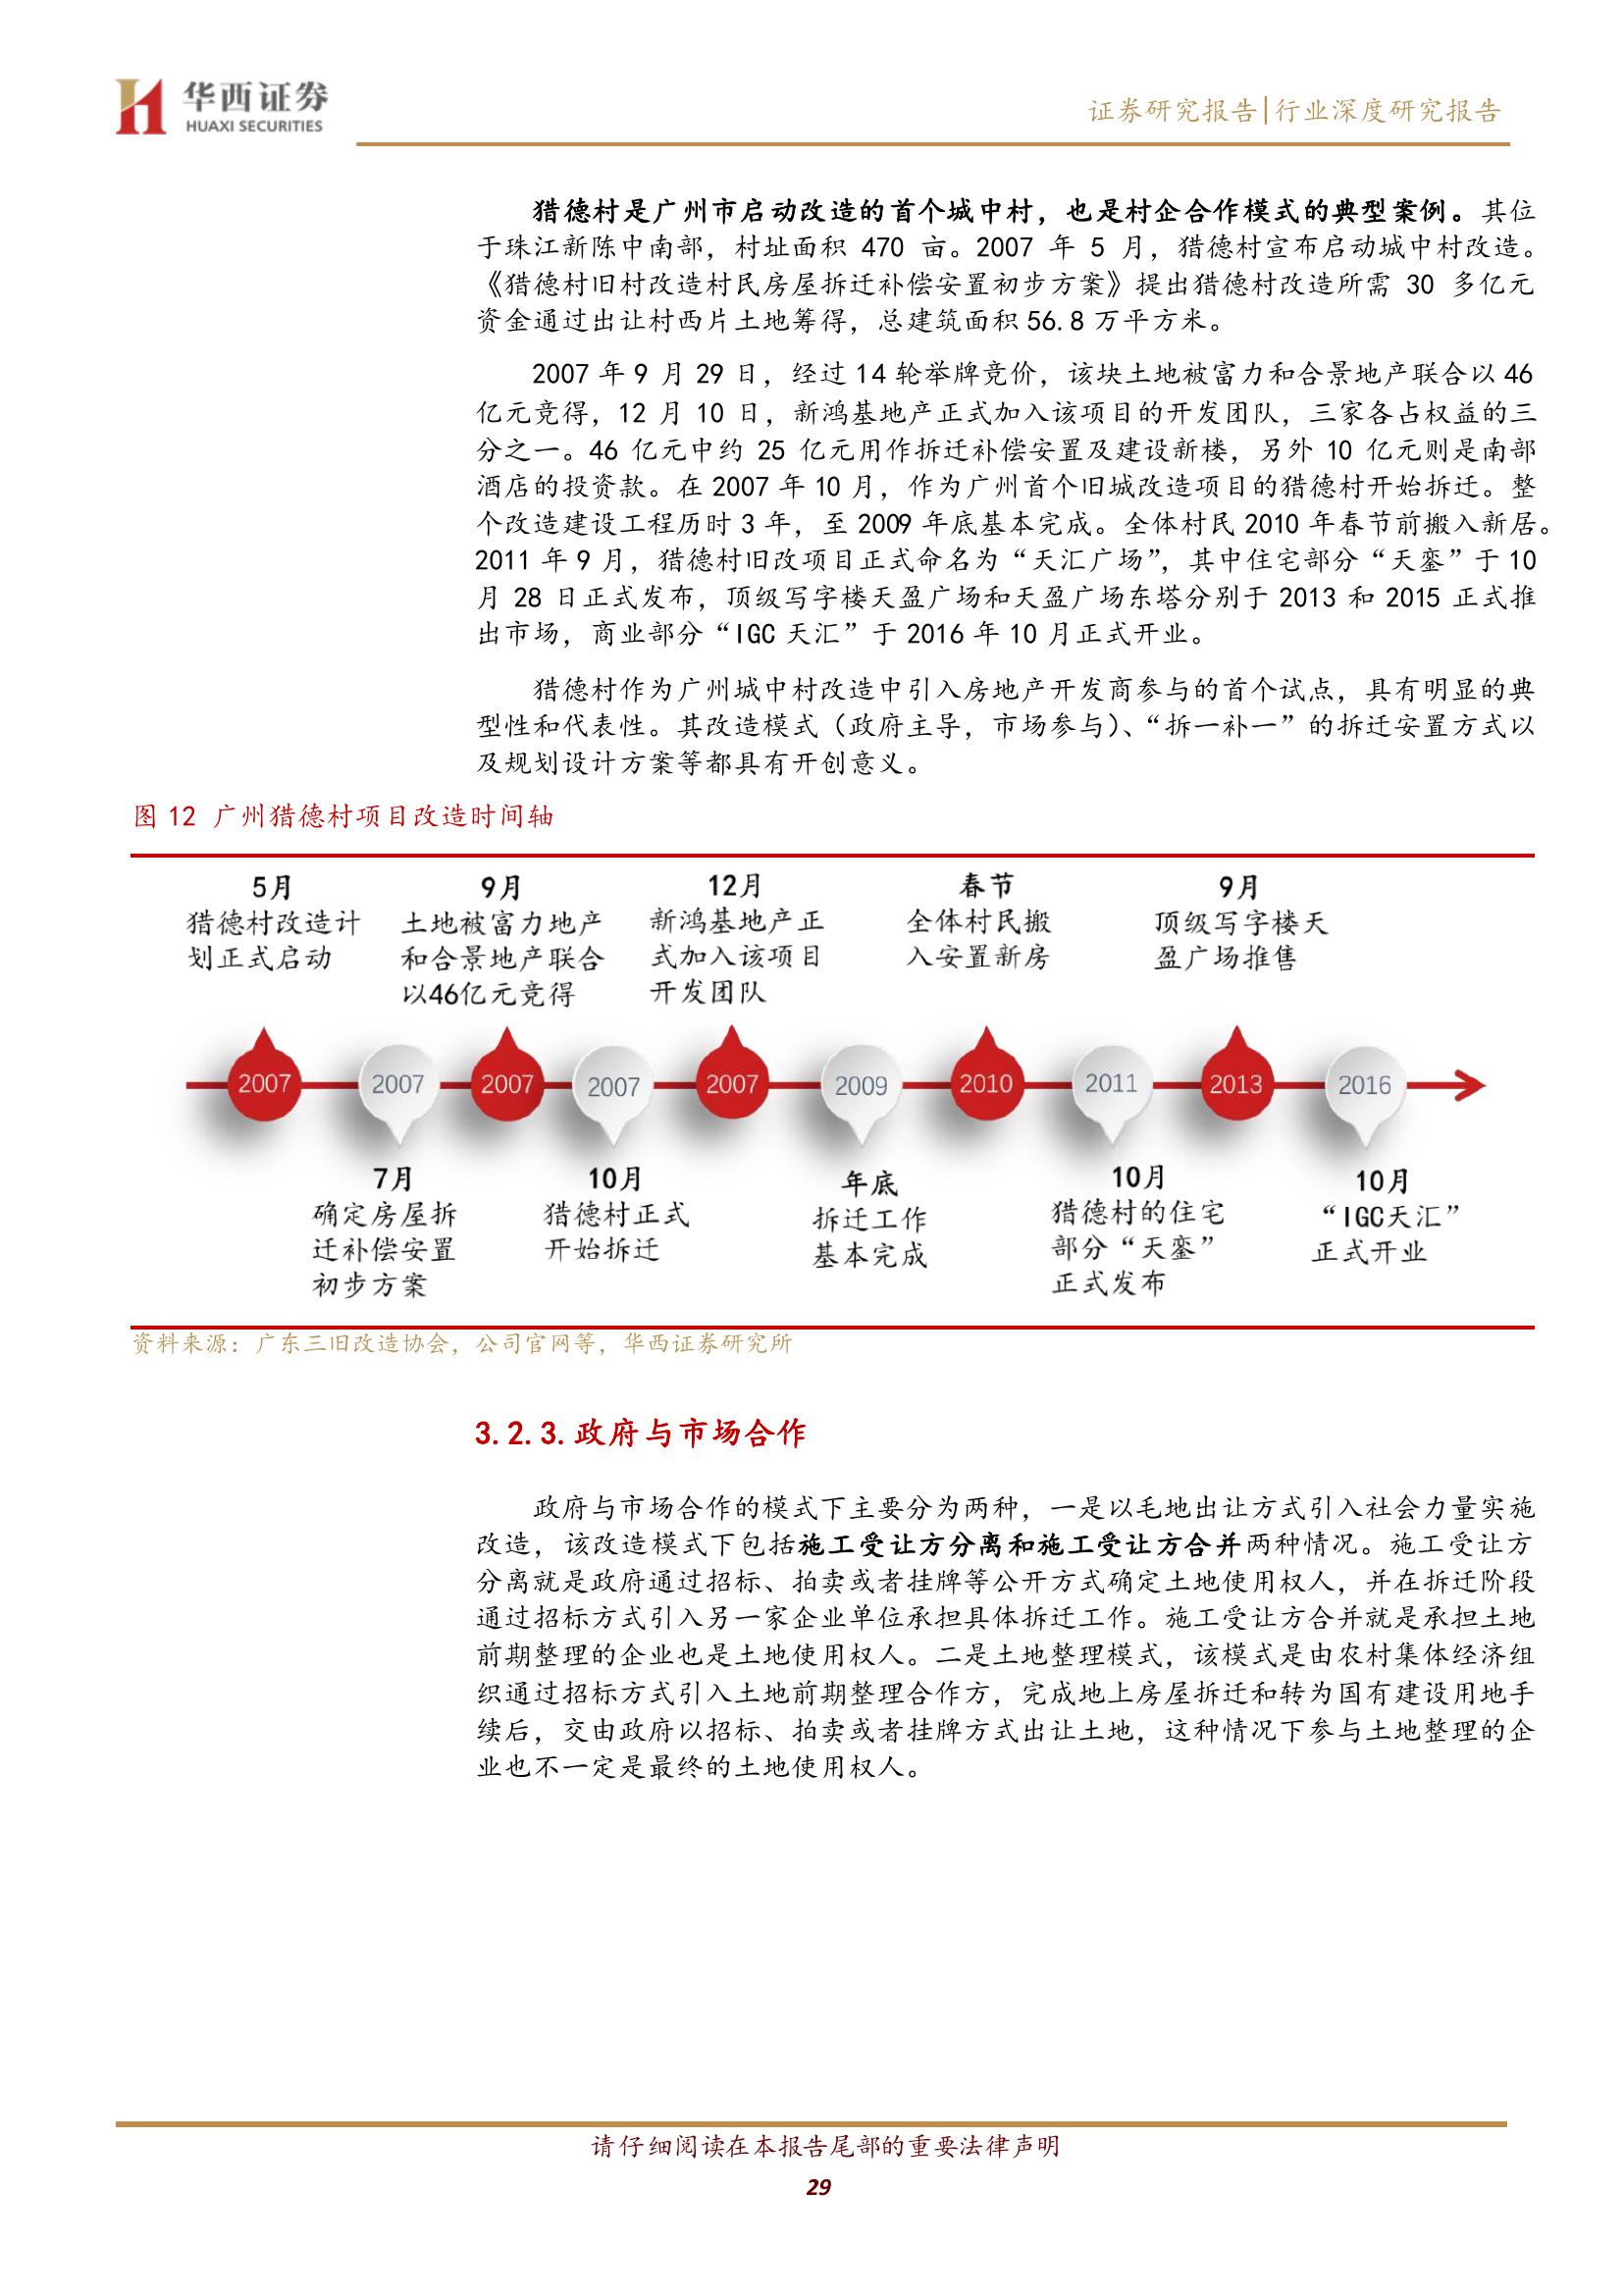 华西证券
HUAXI SECURITIES
证券研究报告|行业深度研究报告
猎德村是广州市启动改造的首个城中村，也是村企合作模式的典型案例。其位
于珠江新陈中南部，村址面积 470 亩。2007 年 5 月，猎德村宣布启动城中村改造。
《猎德村旧村改造村民房屋拆迁补偿安置初步方案》提出猎德村改造所需 30 多亿元
资金通过出让村西片土地筹得，总建筑面积 56.8 万平方米。
2007 年 9 月 29 日，经过 14 轮举牌竞价，该块土地被富力和合景地产联合以 46
亿元竞得，12 月 10 日，新鸿基地产正式加入该项目的开发团队，三家各占权益的三
分之一。46 亿元中约 25 亿元用作拆迁补偿安置及建设新楼，另外 10 亿元则是南部
酒店的投资款。在 2007 年 10 月，作为广州首个旧城改造项目的猎德村开始拆迁。整
个改造建设工程历时 3 年，至 2009 年底基本完成。全体村民 2010 年春节前搬入新居。
2011 年 9 月，猎德村旧改项目正式命名为“天汇广场”，其中住宅部分“天銮”于 10
月 28 日正式发布，顶级写字楼天盈广场和天盈广场东塔分别于 2013 和 2015 正式推
出市场，商业部分“IGC 天汇”于 2016 年 10 月正式开业。
猎德村作为广州城中村改造中引入房地产开发商参与的首个试点，具有明显的典
型性和代表性。其改造模式（政府主导，市场参与）、“拆一补一”的拆迁安置方式以
及规划设计方案等都具有开创意义。
图 12 广州猎德村项目改造时间轴
5月
猎德村改造计
划正式启动
9月
土地被富力地产
和合景地产联合
以46亿元竞得
12月
新鸿基地产正
式加入该项目
开发团队
春节
全体村民搬
入安置新房
9月
顶级写字楼天
盈广场推售
2007
2007
2007
2007
2007
2009
2010
2011
2013
2016
7月
确定房屋拆
迁补偿安置
初步方案
10月
猎德村正式
开始拆迁
年底
拆迁工作
基本完成
10月
猎德村的住宅
部分“天銮”
正式发布
10月
“IGC天汇”
正式开业
资料来源：广东三旧改造协会，公司官网等，华西证券研究所
3.2.3.政府与市场合作
政府与市场合作的模式下主要分为两种，一是以毛地出让方式引入社会力量实施
改造，该改造模式下包括施工受让方分离和施工受让方合并两种情况。施工受让方
分离就是政府通过招标、拍卖或者挂牌等公开方式确定土地使用权人，并在拆迁阶段
通过招标方式引入另一家企业单位承担具体拆迁工作。施工受让方合并就是承担土地
前期整理的企业也是土地使用权人。二是土地整理模式，该模式是由农村集体经济组
织通过招标方式引入土地前期整理合作方，完成地上房屋拆迁和转为国有建设用地手
续后，交由政府以招标、拍卖或者挂牌方式出让土地，这种情况下参与土地整理的企
业也不一定是最终的土地使用权人。
请仔细阅读在本报告尾部的重要法律声明
29